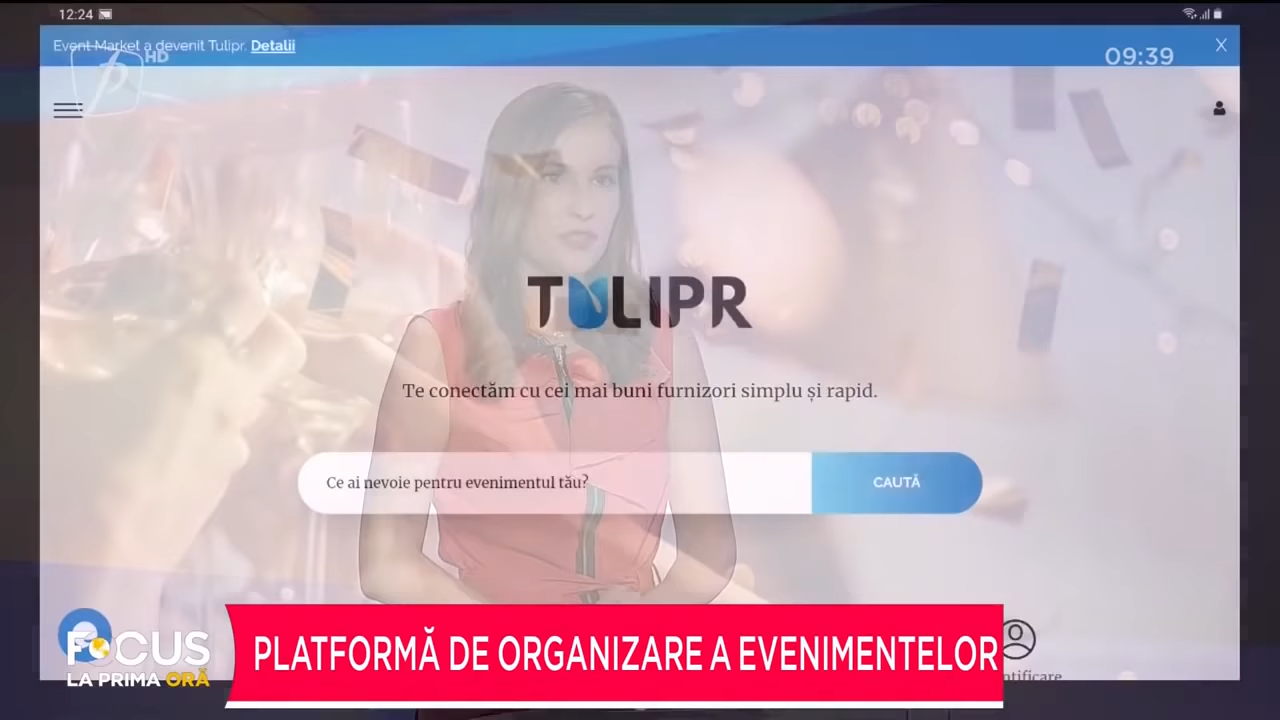 12:24
Event Market a devenit Tulipr. Detalii
X
HD
09:39
TULIPR
Te conectăm cu cei mai buni furnizori simplu și rapid.
Ce ai nevoie pentru evenimentul tău?
CAUTĂ
FOCUS
LA PRIMA ORĂ
PLATFORMĂ DE ORGANIZARE A EVENIMENTELOR